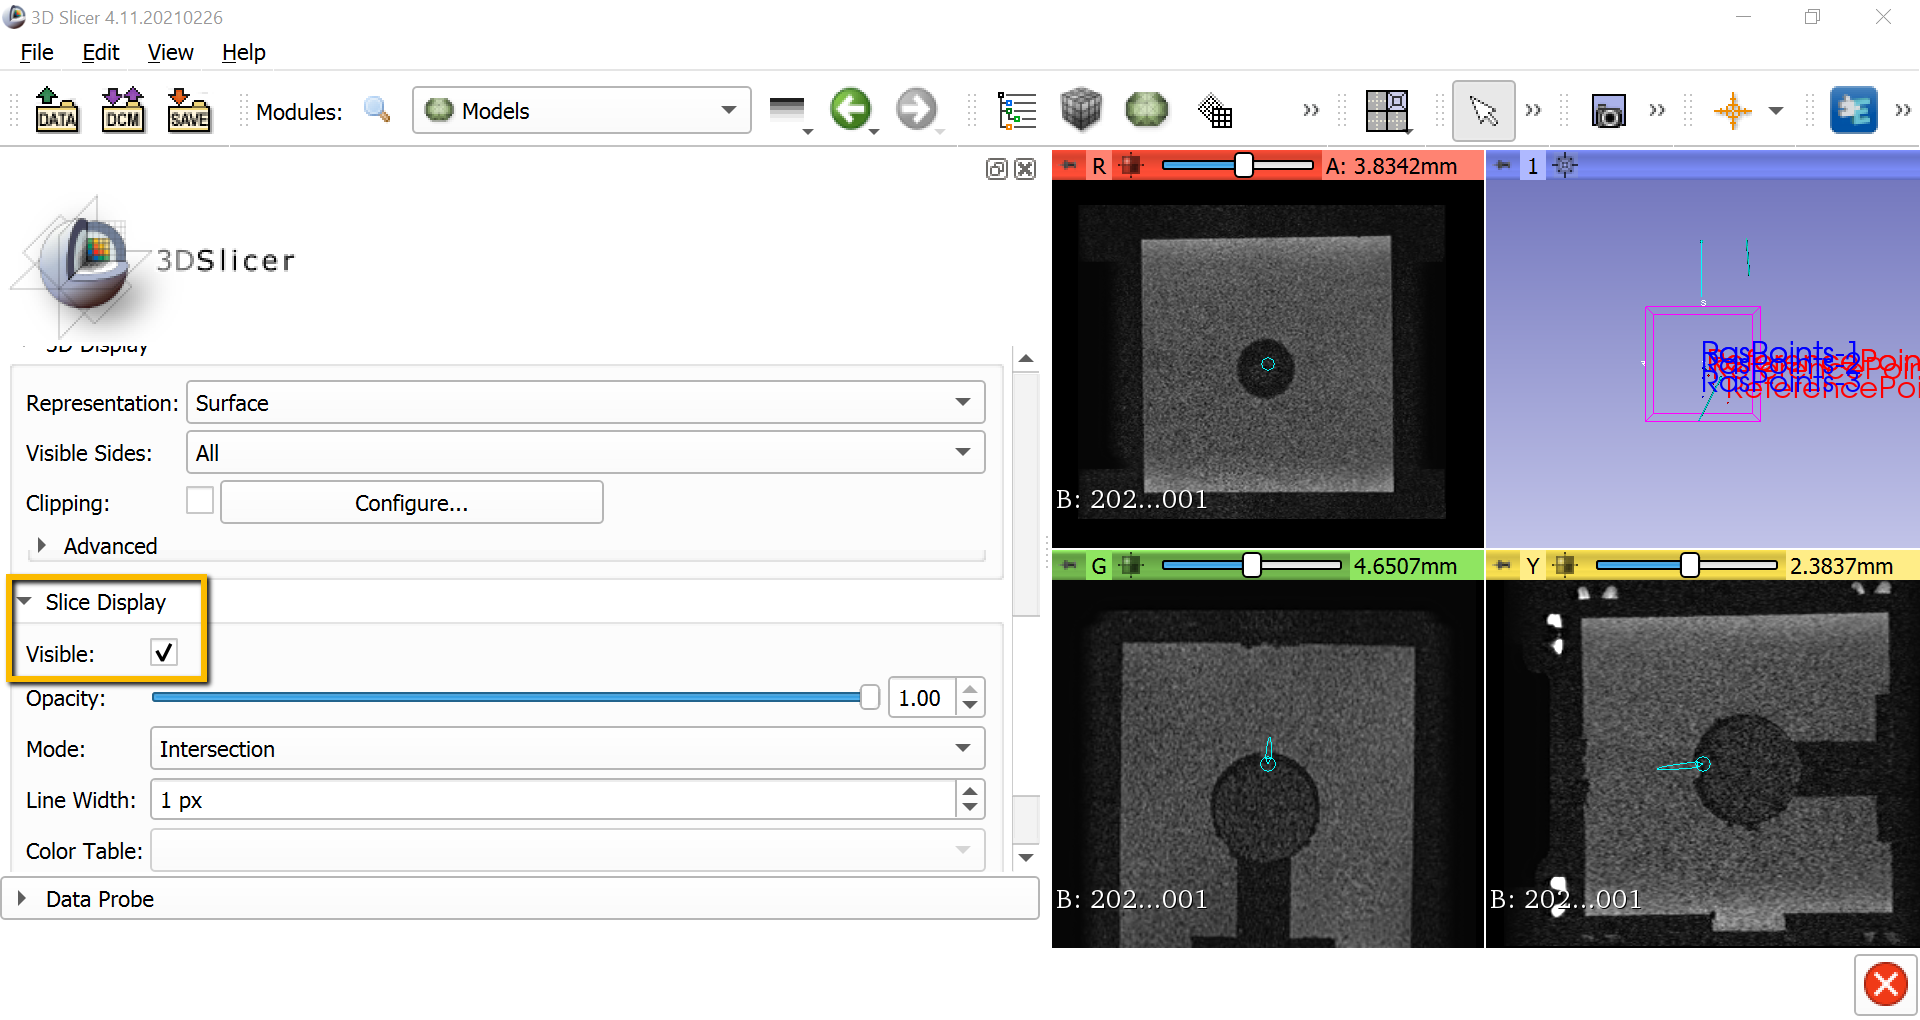 3D Slicer 4.11.20210226
File Edit View Help
DATA DCM SAVE Modules: Models
R A: 3.8342mm 1
3DSlicer
3D Display
Representation: Surface
Visible Sides: All
Clipping: Configure...
Advanced
Slice Display
Visible:
Opacity: 1.00
Mode: Intersection
Line Width: 1 px
Color Table:
Data Probe
B: 202...001
S
RasPoints-1
RasPoints-3
G 4.6507mm
Y 2.3837mm
B: 202...001
B: 202...001